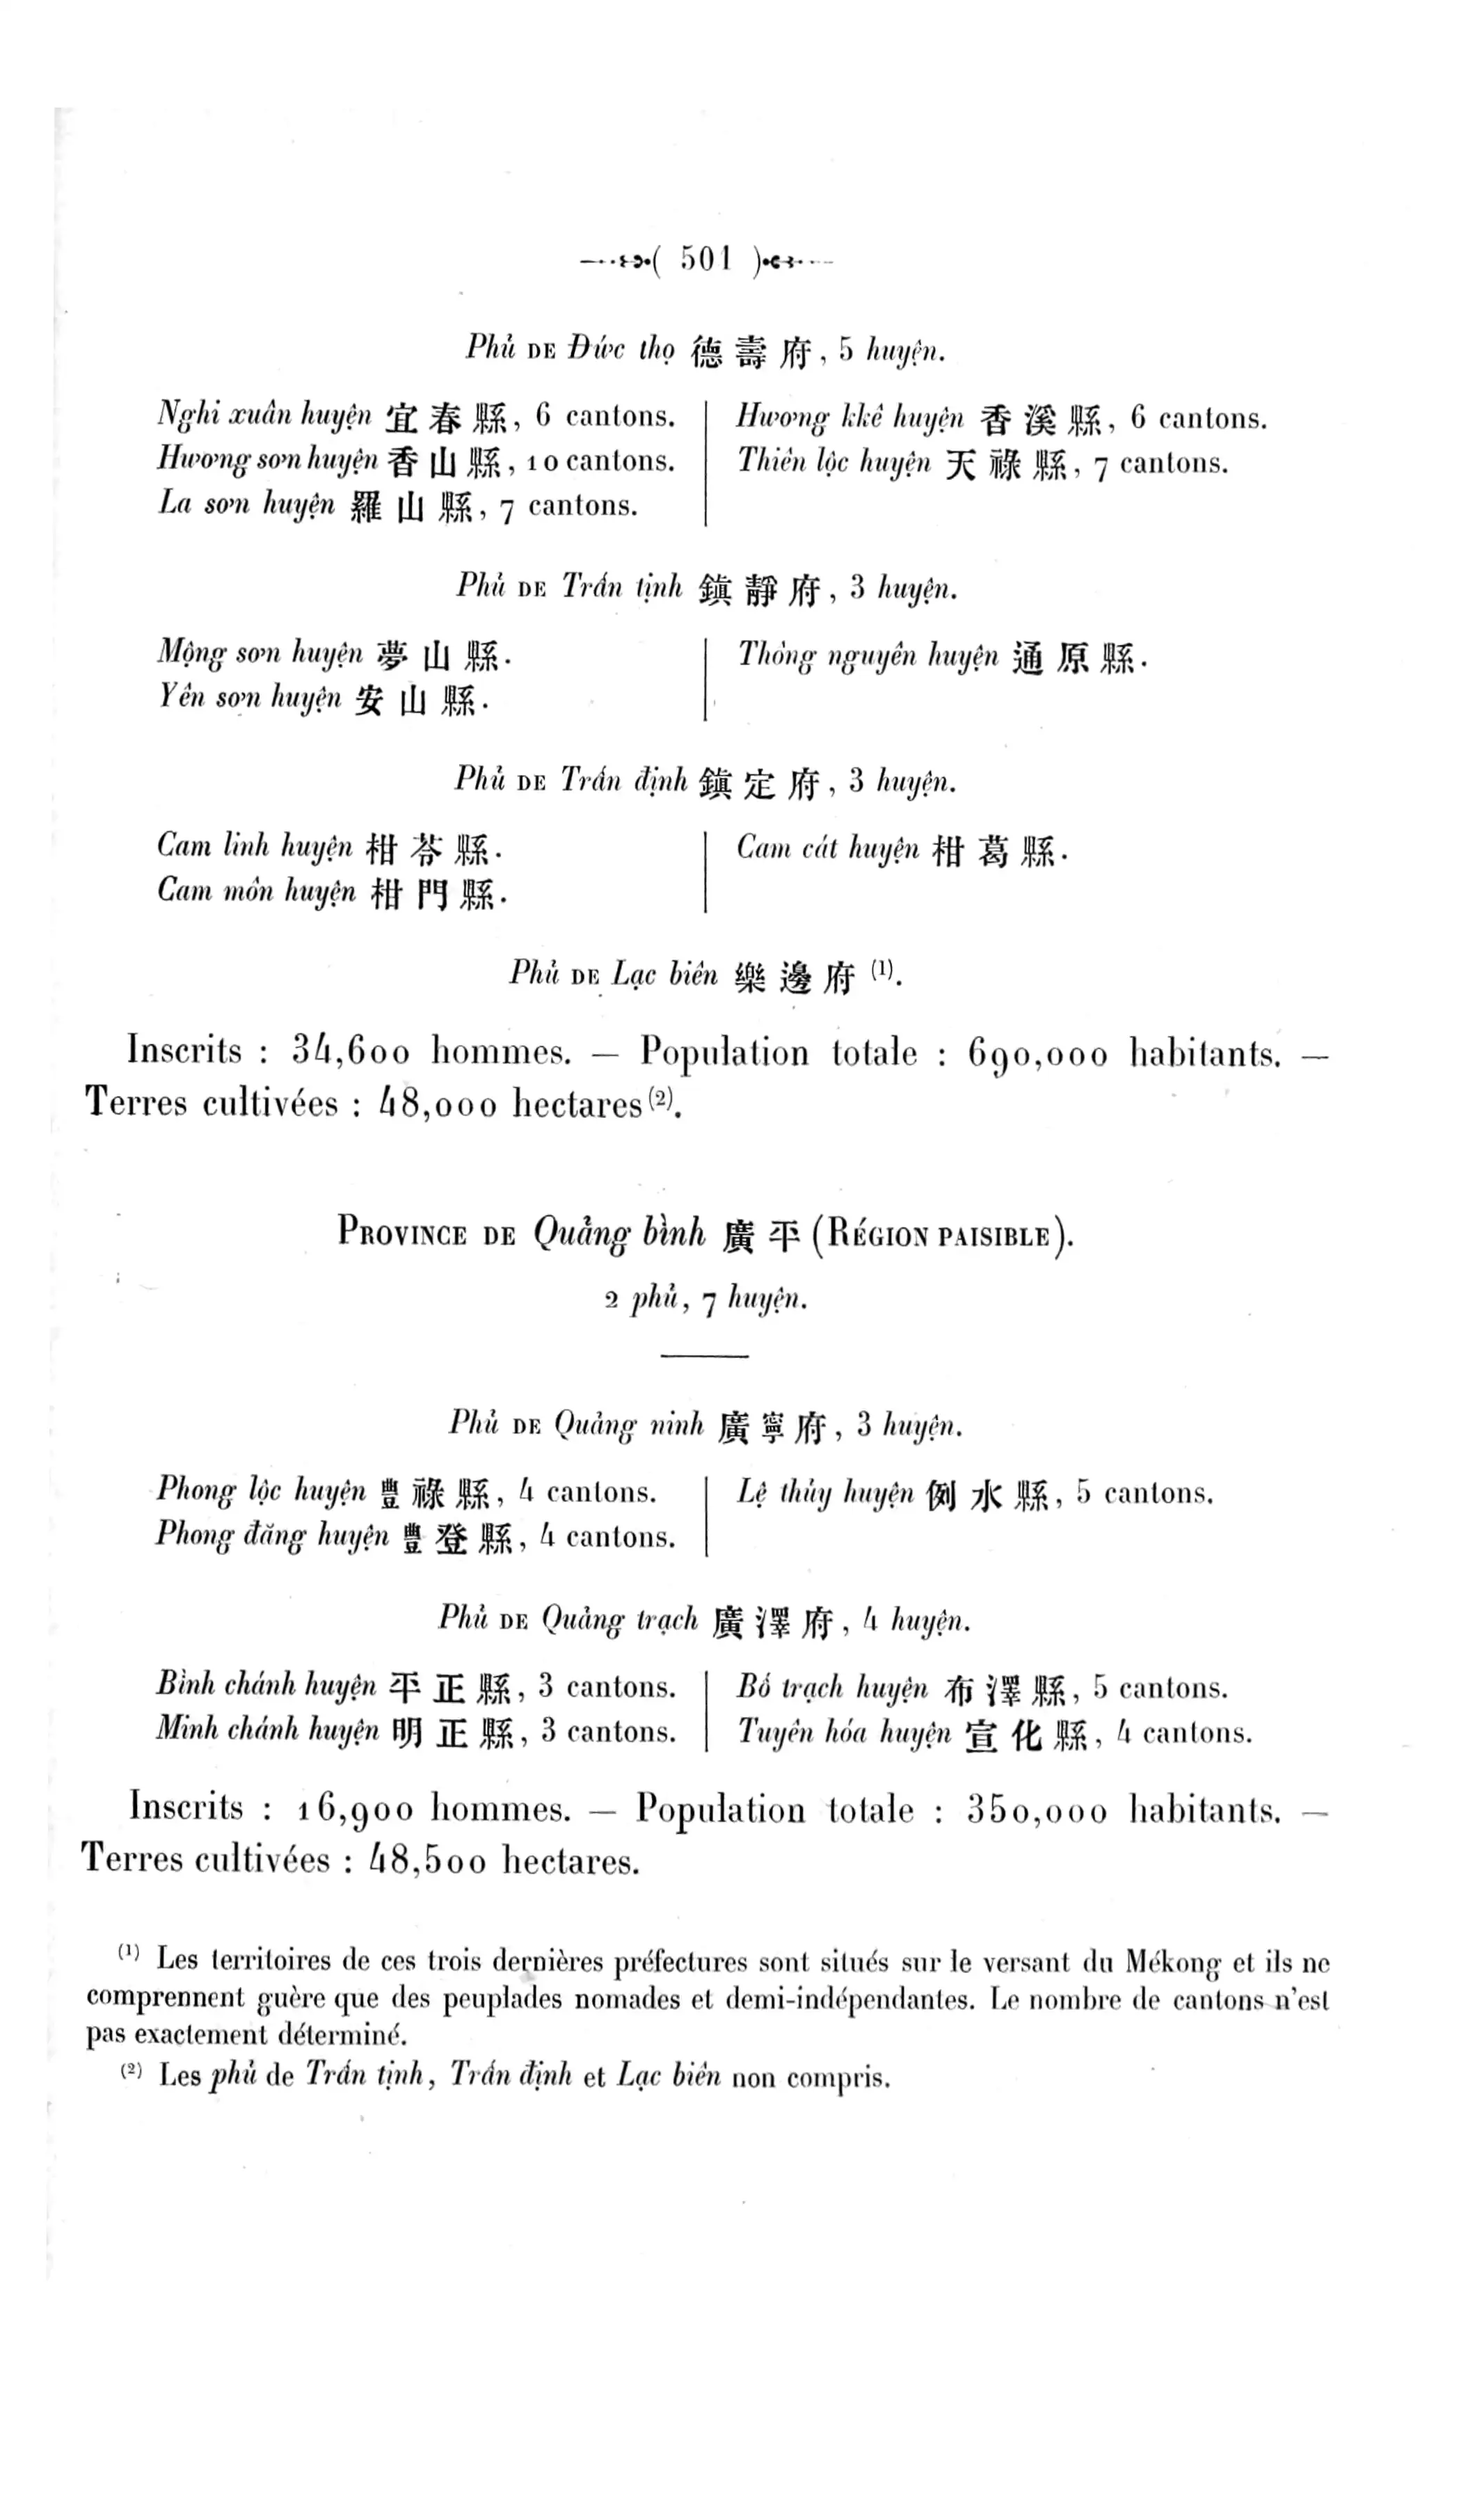 ( 501 )
Phủ DE Đức thọ 德壽府, 5 huyện.
Nghi xuân huyện 宜春縣, 6 cantons.
Hương sơn huyện 香山縣, 10 cantons.
La sơn huyện 羅山縣, 7 cantons.
Hương khê huyện 香溪縣, 6 cantons.
Thiên lộc huyện 天祿縣, 7 cantons.
Phủ DE Trấn tịnh 鎮靜府, 3 huyện.
Mộng sơn huyện 夢山縣.
Yên sơn huyện 安山縣.
Thông nguyên huyện 通原縣.
Phủ DE Trấn định 鎮定府, 3 huyện.
Cam linh huyện 柑苓縣.
Cam môn huyện 柑門縣.
Cam cát huyện 柑葛縣.
Phủ DE Lạc biên 樂邊府 (1).
Inscrits : 34,600 hommes. — Population totale : 690,000 habitants. —
Terres cultivées : 48,000 hectares (2).
PROVINCE DE Quảng bình 廣平 (RÉGION PAISIBLE).
2 phủ, 7 huyện.
Phủ DE Quảng ninh 廣寧府, 3 huyện.
Phong lộc huyện 豐祿縣, 4 cantons.
Phong đăng huyện 豐登縣, 4 cantons.
Lệ thủy huyện 例水縣, 5 cantons.
Phủ DE Quảng trạch 廣澤府, 4 huyện.
Bình chánh huyện 平正縣, 3 cantons.
Minh chánh huyện 明正縣, 3 cantons.
Bố trạch huyện 布澤縣, 5 cantons.
Tuyên hóa huyện 宣化縣, 4 cantons.
Inscrits : 16,900 hommes. — Population totale : 350,000 habitants. —
Terres cultivées : 48,500 hectares.
(1) Les territoires de ces trois dernières préfectures sont situés sur le versant du Mékong et ils ne
comprennent guère que des peuplades nomades et demi-indépendantes. Le nombre de cantons n'est
pas exactement déterminé.
(2) Les phủ de Trấn tịnh, Trấn định et Lạc biên non compris.